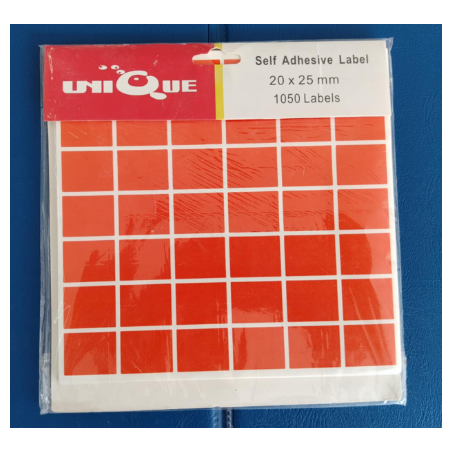 UNIQUE
Self Adhesive Label
20 x 25 mm
1050 Labels